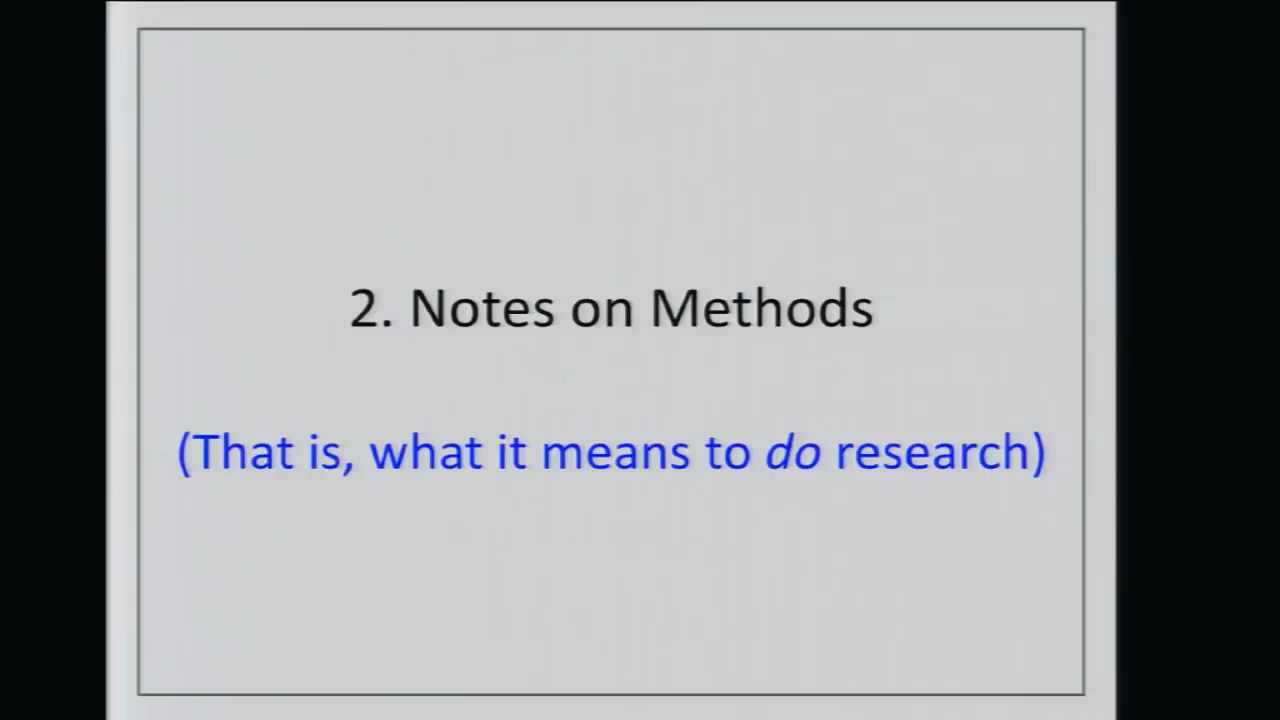 2. Notes on Methods
(That is, what it means to do research)